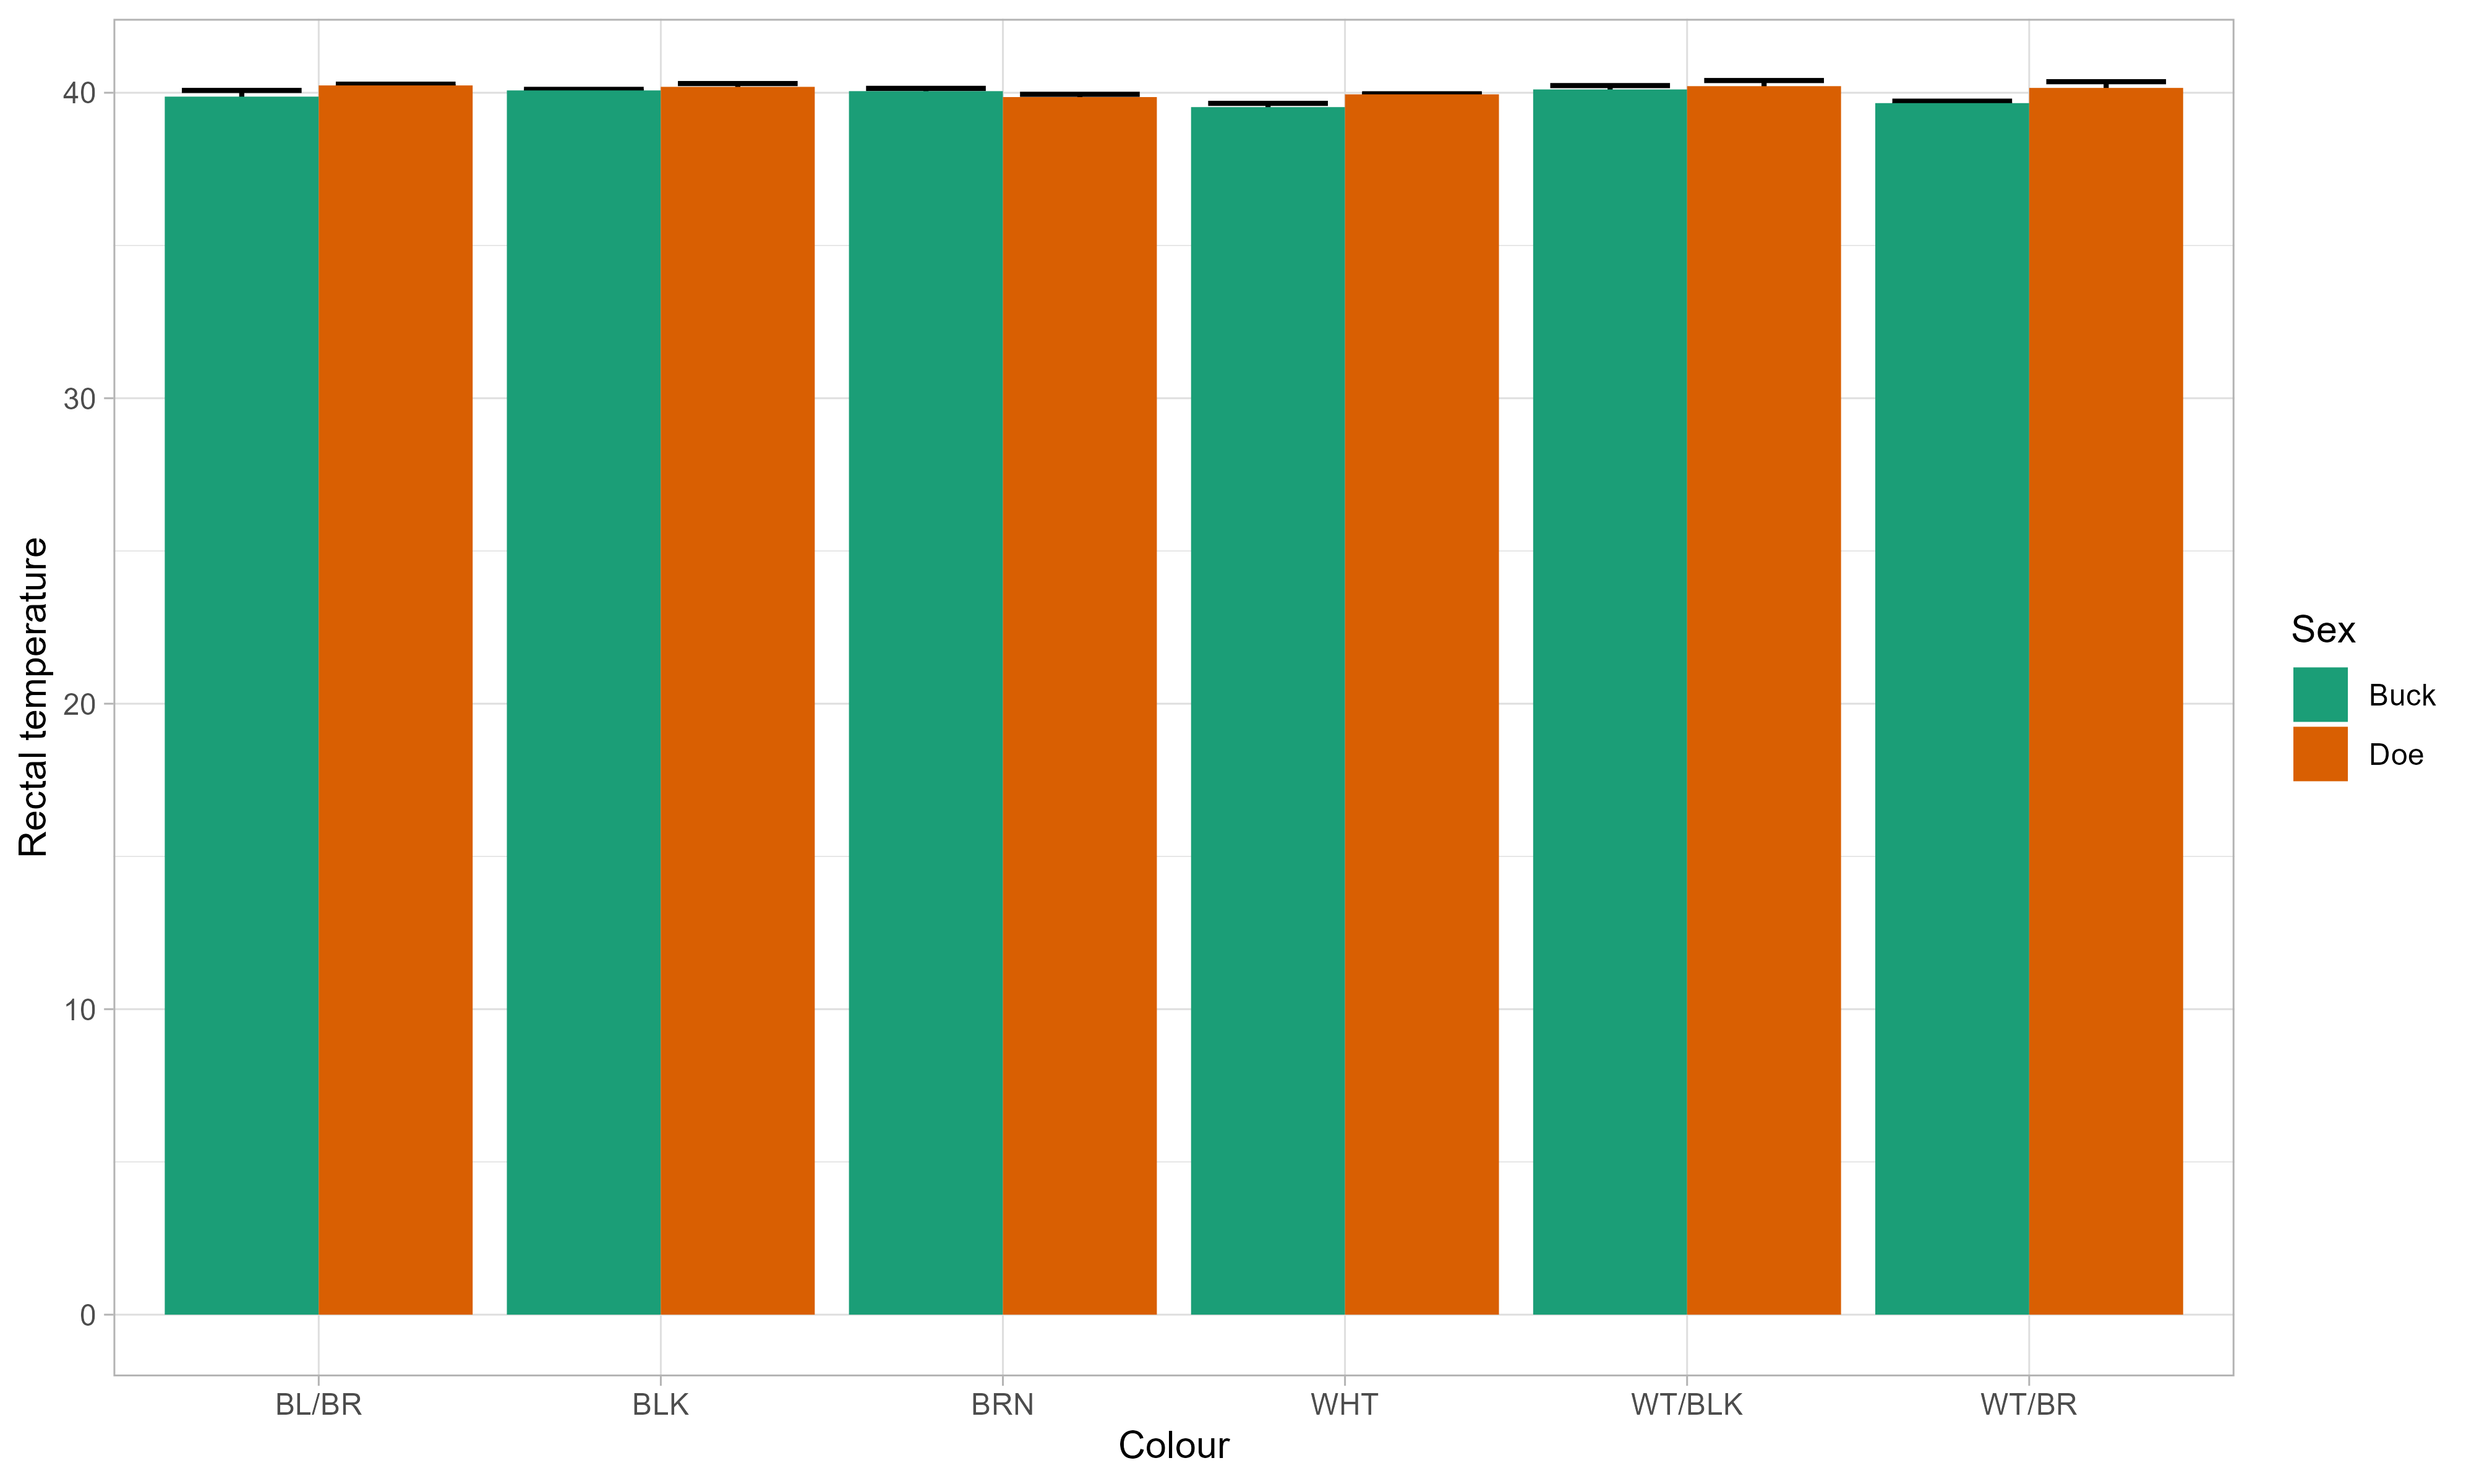 40
30
20
10
0
Rectal temperature
BL/BR
BLK
BRN
WHT
WT/BLK
WT/BR
Colour
Sex
Buck
Doe